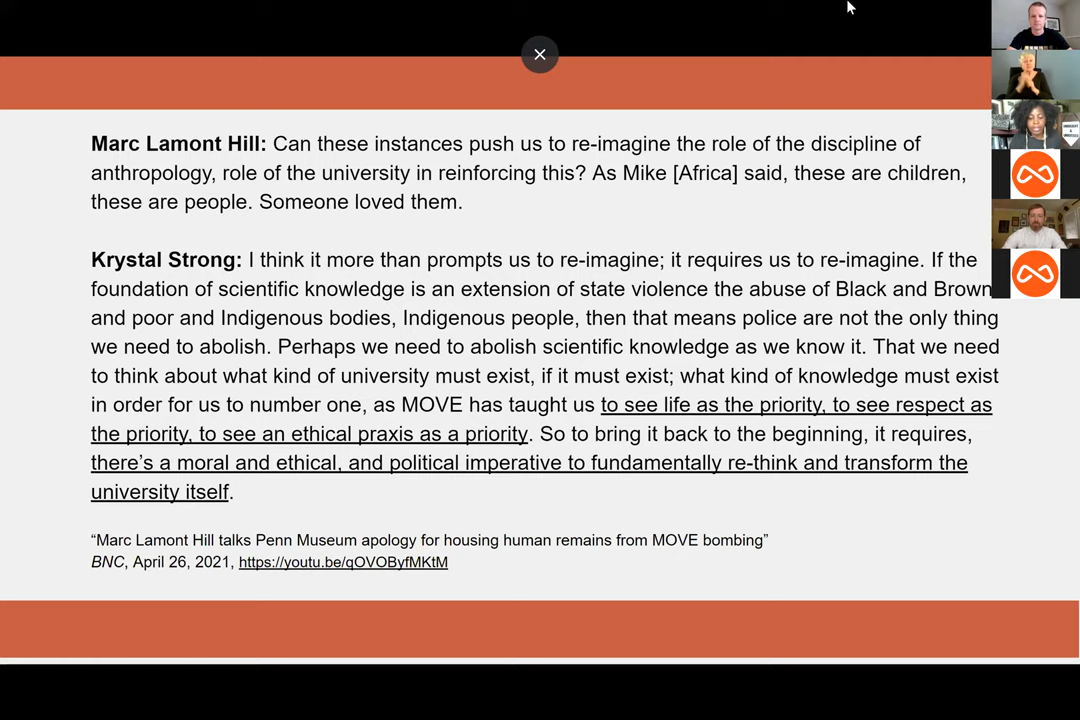 Marc Lamont Hill: Can these instances push us to re-imagine the role of the discipline of
anthropology, role of the university in reinforcing this? As Mike [Africa] said, these are children,
these are people. Someone loved them.
Krystal Strong: I think it more than prompts us to re-imagine; it requires us to re-imagine. If the
foundation of scientific knowledge is an extension of state violence the abuse of Black and Brown
and poor and Indigenous bodies, Indigenous people, then that means police are not the only thing
we need to abolish. Perhaps we need to abolish scientific knowledge as we know it. That we need
to think about what kind of university must exist, if it must exist; what kind of knowledge must exist
in order for us to number one, as MOVE has taught us to see life as the priority, to see respect as
the priority, to see an ethical praxis as a priority. So to bring it back to the beginning, it requires,
there's a moral and ethical, and political imperative to fundamentally re-think and transform the
university itself.
“Marc Lamont Hill talks Penn Museum apology for housing human remains from MOVE bombing”
BNC, April 26, 2021, https://youtu.be/qOVOByfMKtM